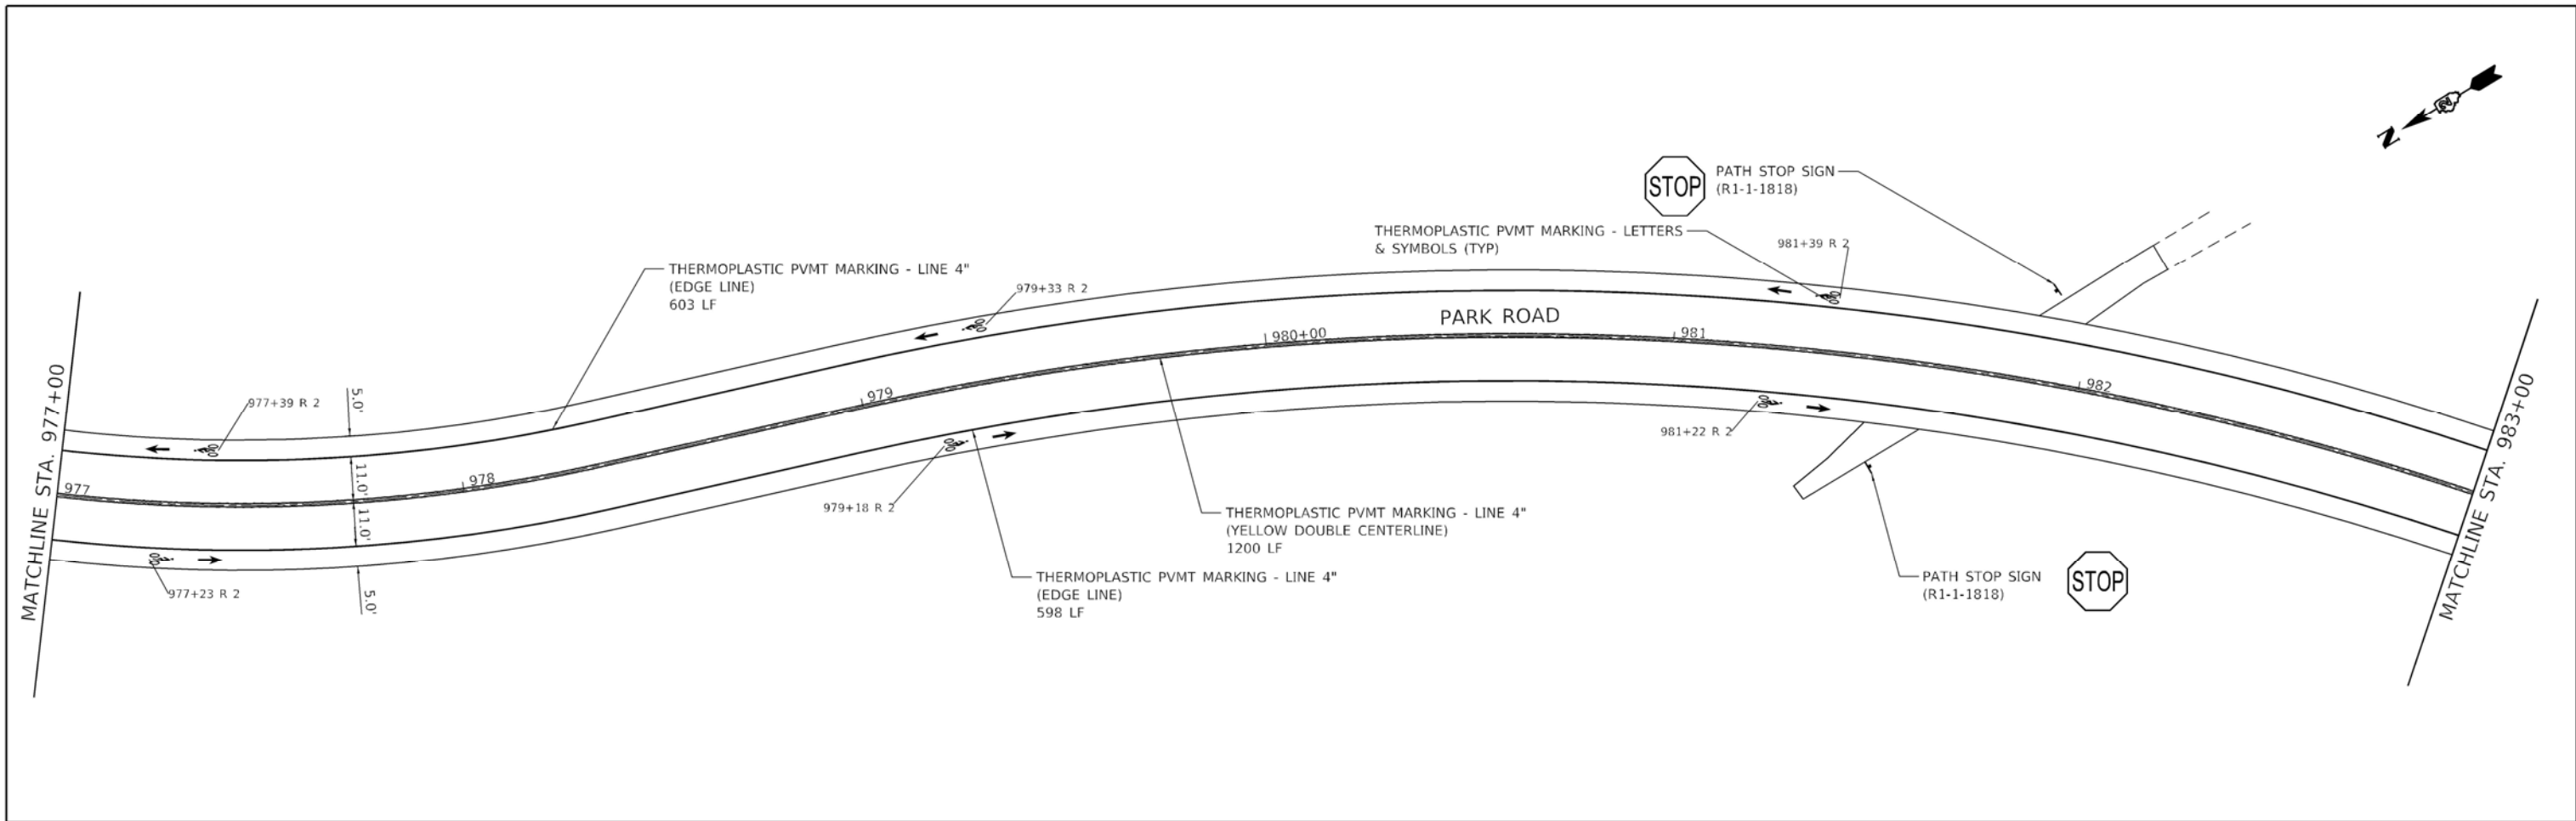 N
STOP
PATH STOP SIGN
(R1-1-1818)
THERMOPLASTIC PVMT MARKING - LETTERS
& SYMBOLS (TYP)
981+39 R 2
THERMOPLASTIC PVMT MARKING - LINE 4"
(EDGE LINE)
603 LF
979+33 R 2
PARK ROAD
980+00
981
982
979
978
977
977+39 R 2
5.0'
11.0'
11.0'
5.0'
MATCHLINE STA. 977+00
MATCHLINE STA. 983+00
981+22 R 2
979+18 R 2
977+23 R 2
THERMOPLASTIC PVMT MARKING - LINE 4"
(YELLOW DOUBLE CENTERLINE)
1200 LF
THERMOPLASTIC PVMT MARKING - LINE 4"
(EDGE LINE)
598 LF
PATH STOP SIGN
(R1-1-1818)
STOP